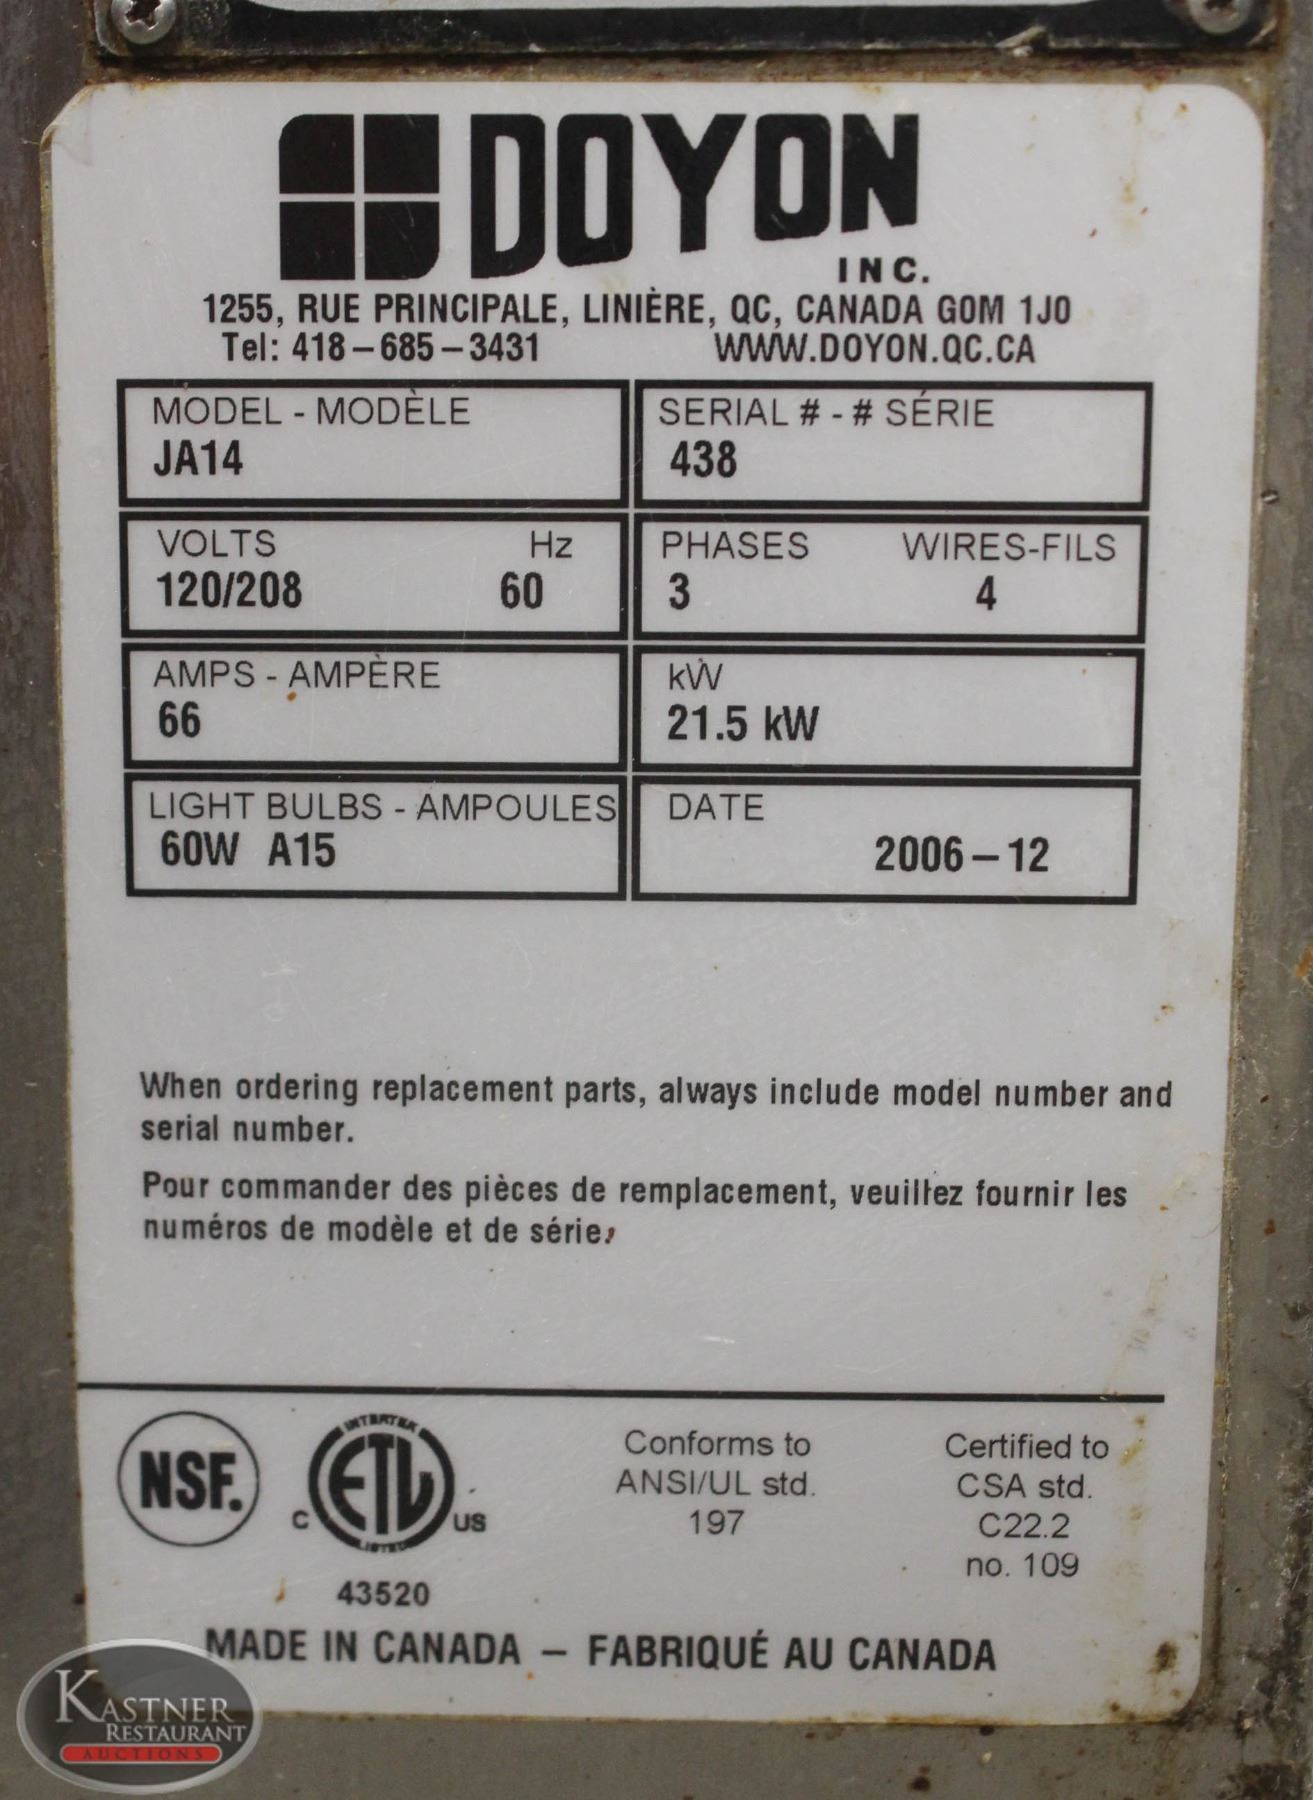 DOYON
INC.
1255, RUE PRINCIPALE, LINIÈRE, QC, CANADA G0M 1J0
Tel: 418-685-3431 WWW.DOYON.QC.CA
MODEL - MODÈLE SERIAL # - # SÉRIE
JA14 438
VOLTS Hz PHASES WIRES-FILS
120/208 60 3 4
AMPS - AMPÈRE kW
66 21.5 kW
LIGHT BULBS - AMPOULES DATE
60W A15 2006-12
When ordering replacement parts, always include model number and
serial number.
Pour commander des pièces de remplacement, veuillez fournir les
numéros de modèle et de série.
NSF.
INTERTEK
ETL
C US
LISTED
43520
Conforms to
ANSI/UL std.
197
Certified to
CSA std.
C22.2
no. 109
MADE IN CANADA - FABRIQUÉ AU CANADA
KASTNER
RESTAURANT
AUCTIONS